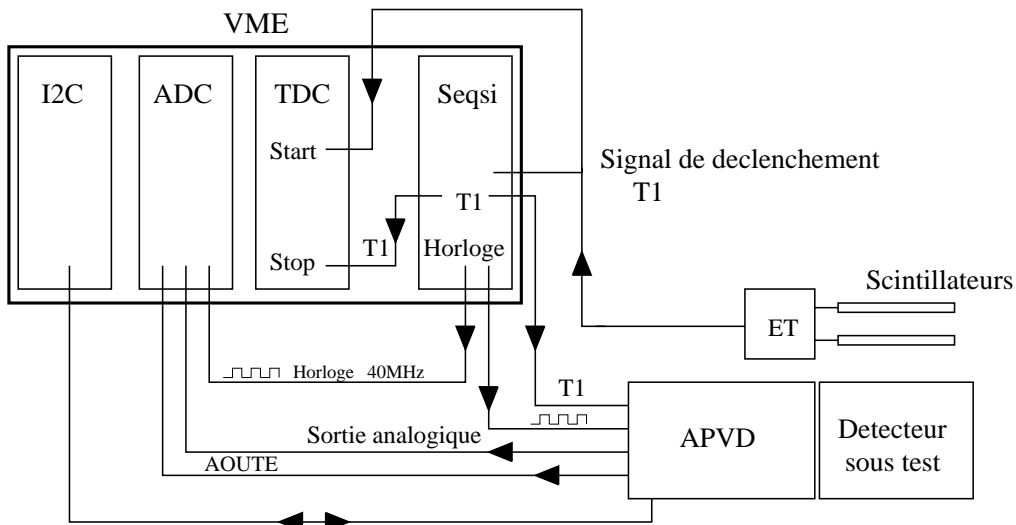 VME
I2C
ADC
TDC
Seqsi
Start
Signal de declenchement
T1
T1
T1
Stop
Horloge
Scintillateurs
ET
Horloge 40MHz
T1
Sortie analogique
APVD
Detecteur
sous test
AOUTE